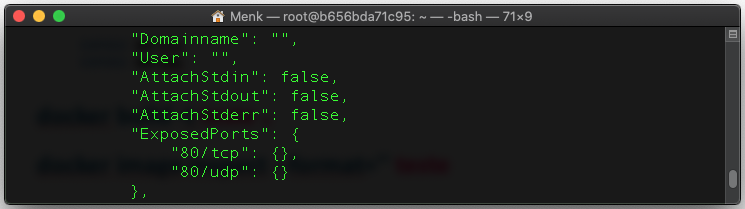 Menk — root@b656bda71c95: ~ — -bash — 71×9
"Domainname": "",
"User": "",
"AttachStdin": false,
"AttachStdout": false,
"AttachStderr": false,
"ExposedPorts": {
"80/tcp": {},
"80/udp": {}
},